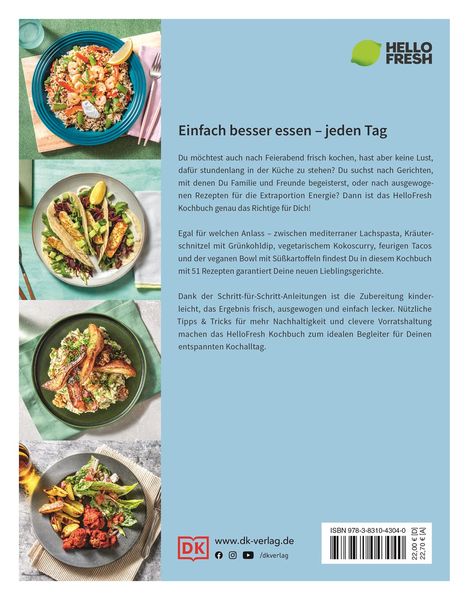 HELLO
FRESH
Einfach besser essen – jeden Tag
Du möchtest auch nach Feierabend frisch kochen, hast aber keine Lust,
dafür stundenlang in der Küche zu stehen? Du suchst nach Gerichten,
mit denen Du Familie und Freunde begeisterst, oder nach ausgewoge-
nen Rezepten für die Extraportion Energie? Dann ist das HelloFresh
Kochbuch genau das Richtige für Dich!
Egal für welchen Anlass – zwischen mediterraner Lachspasta, Kräuter-
schnitzel mit Grünkohldip, vegetarischem Kokoscurry, feurigen Tacos
und der veganen Bowl mit Süßkartoffeln findest Du in diesem Kochbuch
mit 51 Rezepten garantiert Deine neuen Lieblingsgerichte.
Dank der Schritt-für-Schritt-Anleitungen ist die Zubereitung kinder-
leicht, das Ergebnis frisch, ausgewogen und einfach lecker. Nützliche
Tipps & Tricks für mehr Nachhaltigkeit und clevere Vorratshaltung
machen das HelloFresh Kochbuch zum idealen Begleiter für Deinen
entspannten Kochalltag.
DK
www.dk-verlag.de
/dkverlag
ISBN 978-3-8310-4304-0
22,00 € [D]
22,70 € [A]